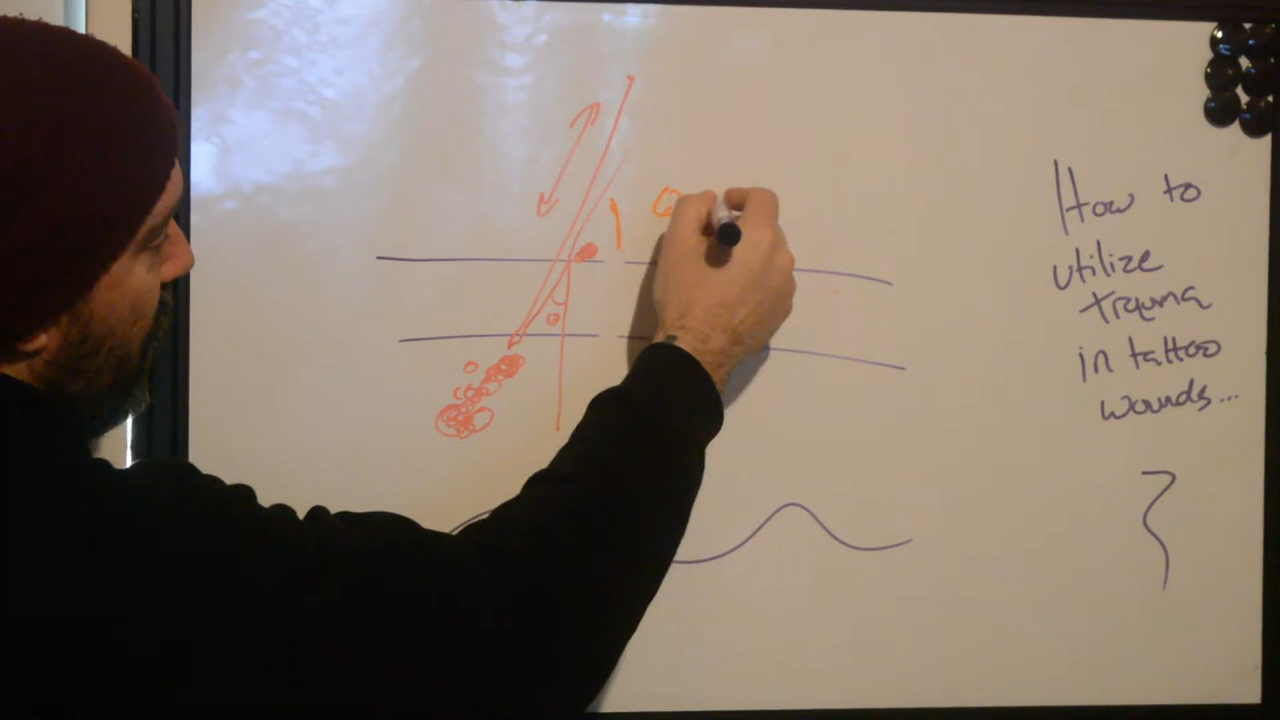 How to
utilize
trauma
in tattoo
wounds...
θ